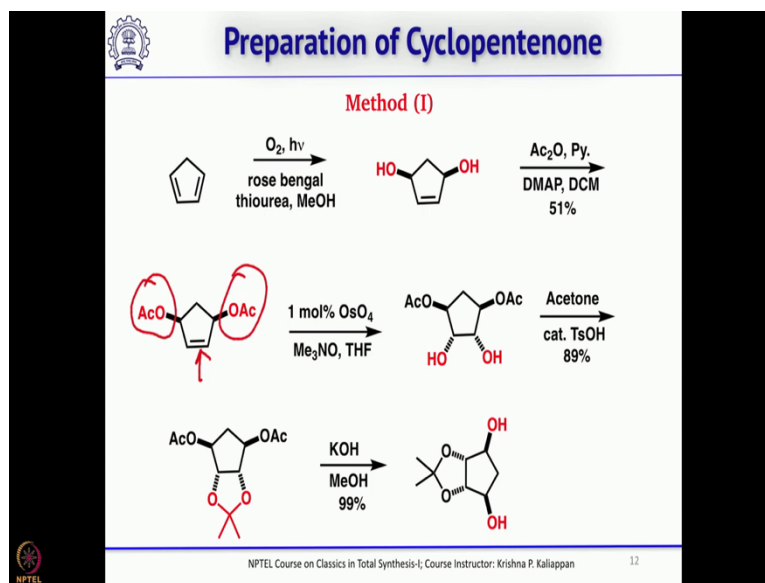 Preparation of Cyclopentenone
Method (I)
O2, hν
rose bengal
thiourea, MeOH
HO
OH
Ac2O, Py.
DMAP, DCM
51%
AcO
OAc
1 mol% OsO4
Me3NO, THF
AcO
OAc
HO
OH
Acetone
cat. TsOH
89%
AcO
OAc
O
O
KOH
MeOH
99%
OH
O
O
OH
NPTEL Course on Classics in Total Synthesis-I; Course Instructor: Krishna P. Kaliappan
12
NPTEL